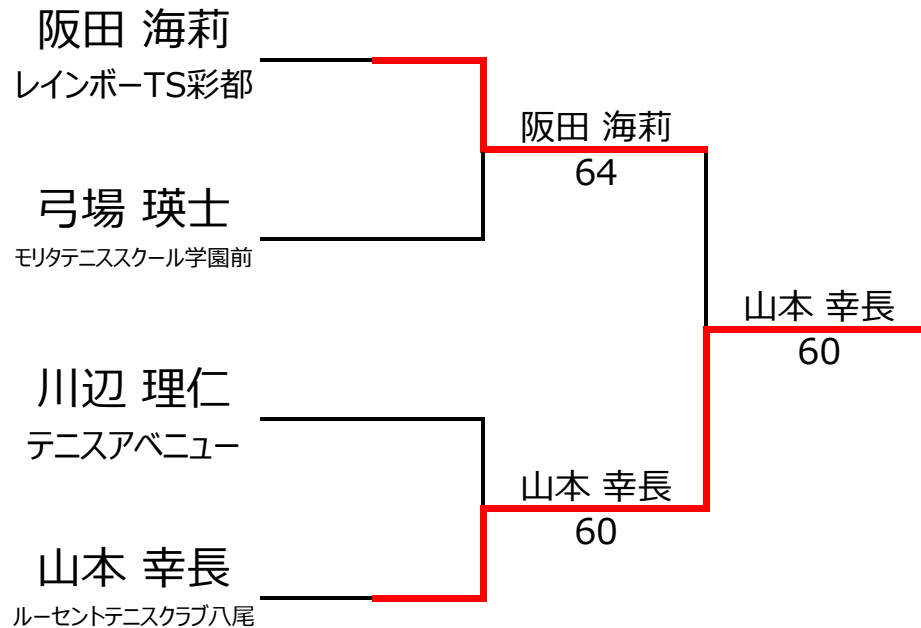 阪田 海莉
レインボーTS彩都
弓場 瑛士
モリタテニススクール学園前
川辺 理仁
テニスアベニュー
山本 幸長
ルーセントテニスクラブ八尾
阪田 海莉
64
山本 幸長
60
山本 幸長
60